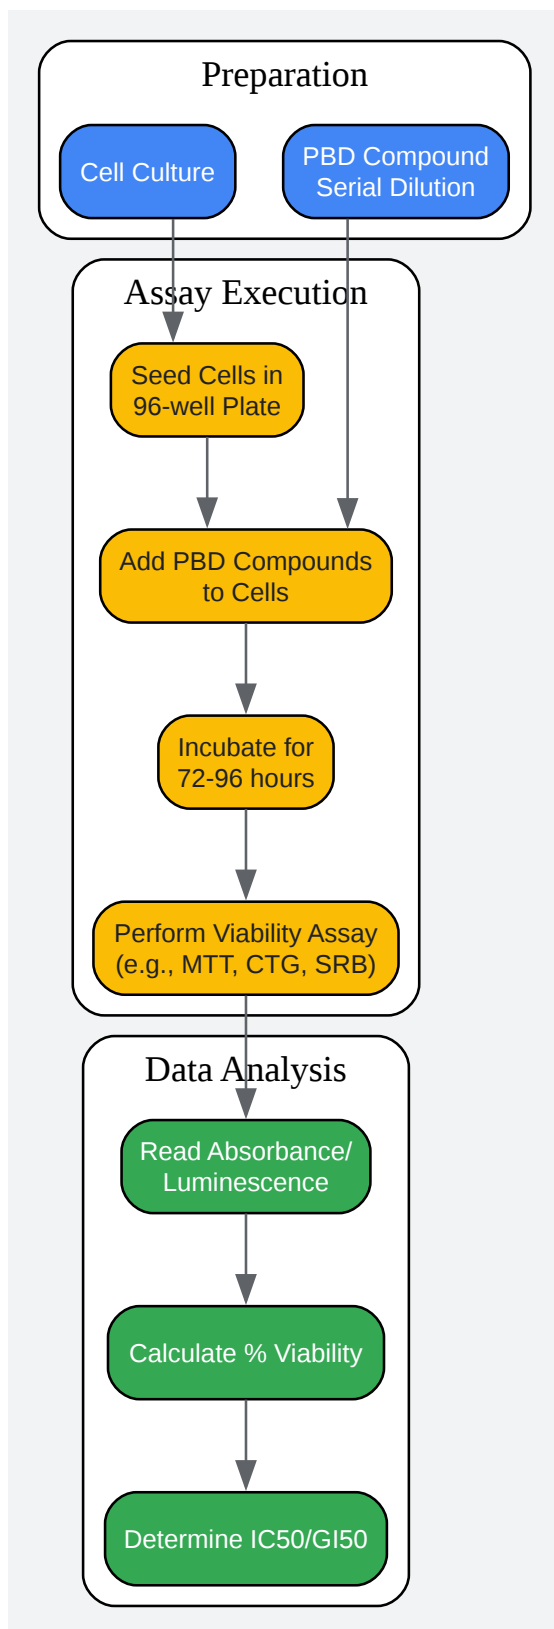 Preparation
Cell Culture
PBD Compound
Serial Dilution
Assay Execution
Seed Cells in
96-well Plate
Add PBD Compounds
to Cells
Incubate for
72-96 hours
Perform Viability Assay
(e.g., MTT, CTG, SRB)
Data Analysis
Read Absorbance/
Luminescence
Calculate % Viability
Determine IC50/GI50